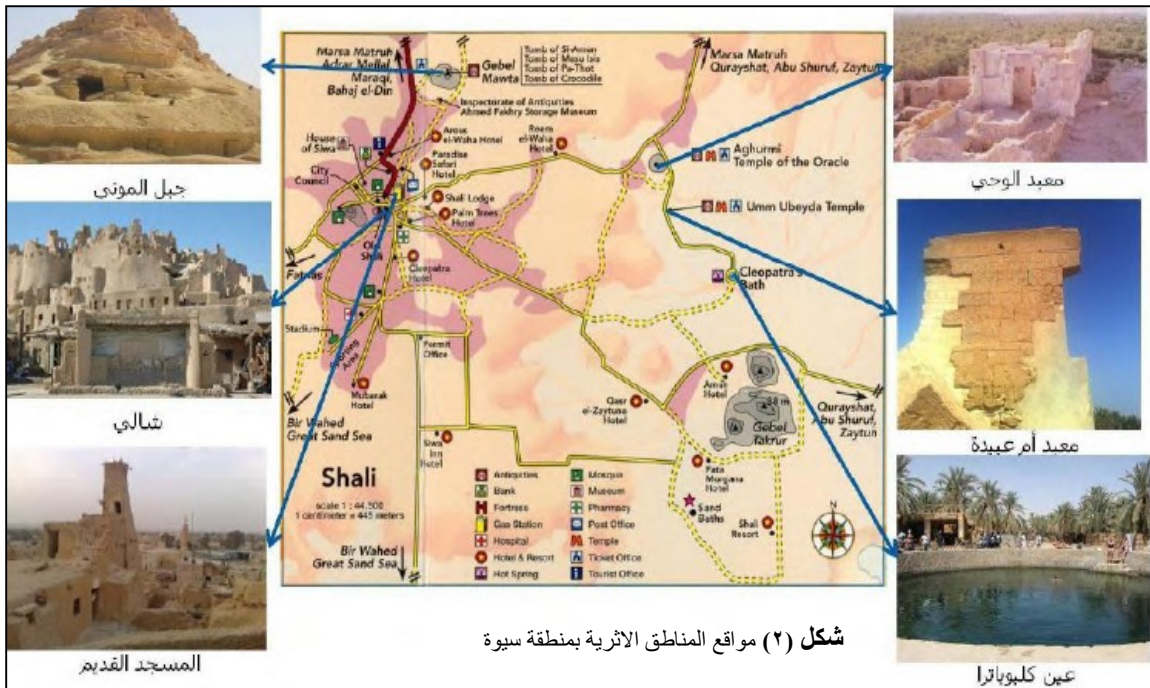 جبل الموتى
شالي
المسجد القديم
Marsa Matruh
Adrar Mellal
Maraqi,
Bahaj el-Din
Gebel
Mawta
Tomb of Si-Aman
Tomb of Mesu Isis
Tomb of Pa-Thot
Tomb of Crocodile
Inspectorate of Antiquities
Ahmed Fakhry Storage Museum
Marsa Matruh
Qurayshat, Abu Shuruf, Zaytun
House
of Siwa
Arous
el-Waha Hotel
Reem
el-Waha
Hotel
City
Council
Paradise
Safari
Hotel
Shali Lodge
Palm Trees
Hotel
Aghurmi
Temple of the Oracle
Umm Ubeyda Temple
Shali
Fatnas
Cleopatra
Hotel
Cleopatra's
Bath
Stadium
Area
Permit
Office
Mubarak
Hotel
Bir Wahed
Great Sand Sea
Siwa
Inn
Hotel
Qasr
el-Zaytuna
Hotel
Amun
Hotel
88 m
Gebel
Takrur
Qurayshat,
Abu Shuruf,
Zaytun
Fata
Morgana
Hotel
Sand
Baths
Shali
Resort
N
Shali
scale 1 : 44,500
1 centimeter = 445 meters
Bir Wahed
Great Sand Sea
Antiquities
Bank
Fortress
Gas Station
Hospital
Hotel & Resort
Hot Spring
Mosque
Museum
Pharmacy
Post Office
Temple
Ticket Office
Tourist Office
معبد الوحي
معبد أم عبيدة
عين كليوباترا
شكل (٢) مواقع المناطق الاثرية بمنطقة سيوة